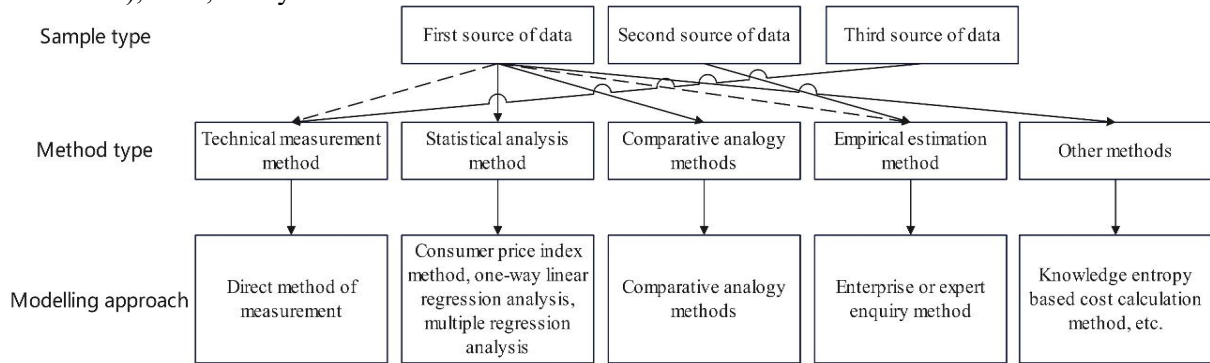 Sample type
First source of data
Second source of data
Third source of data
Method type
Technical measurement
method
Statistical analysis
method
Comparative analogy
methods
Empirical estimation
method
Other methods
Modelling approach
Direct method of
measurement
Consumer price index
method, one-way linear
regression analysis,
multiple regression
analysis
Comparative analogy
methods
Enterprise or expert
enquiry method
Knowledge entropy
based cost calculation
method, etc.